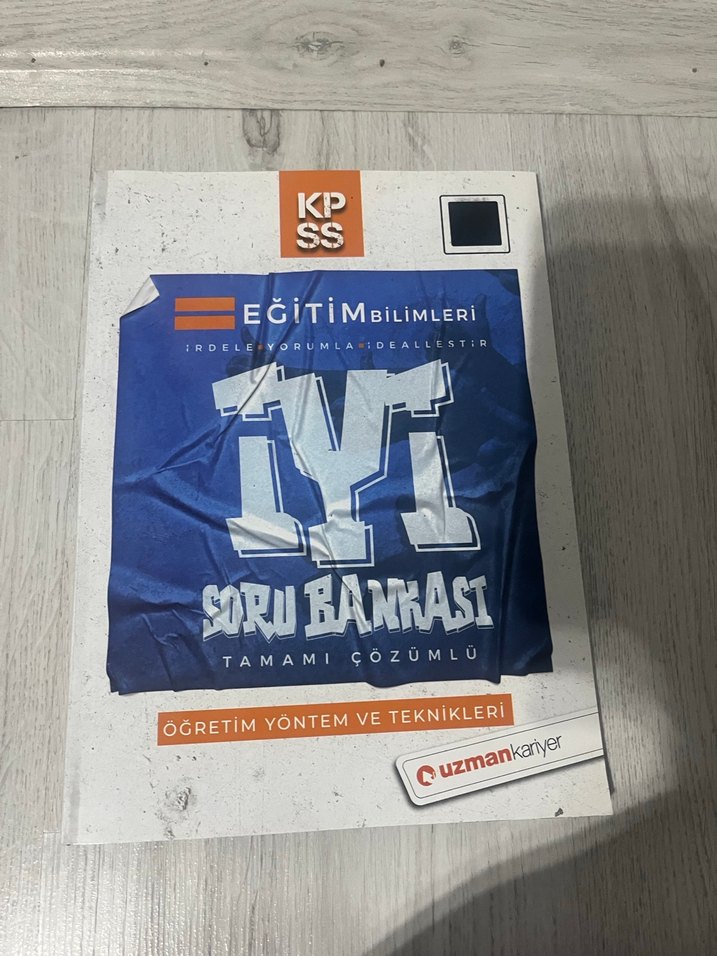 KP
SS
EĞİTİM BİLİMLERİ
İRDELE YORUMLA İDEALLEŞTİR
İYİ
SORU BANKASI
TAMAMI ÇÖZÜMLÜ
ÖĞRETİM YÖNTEM VE TEKNİKLERİ
uzmankariyer